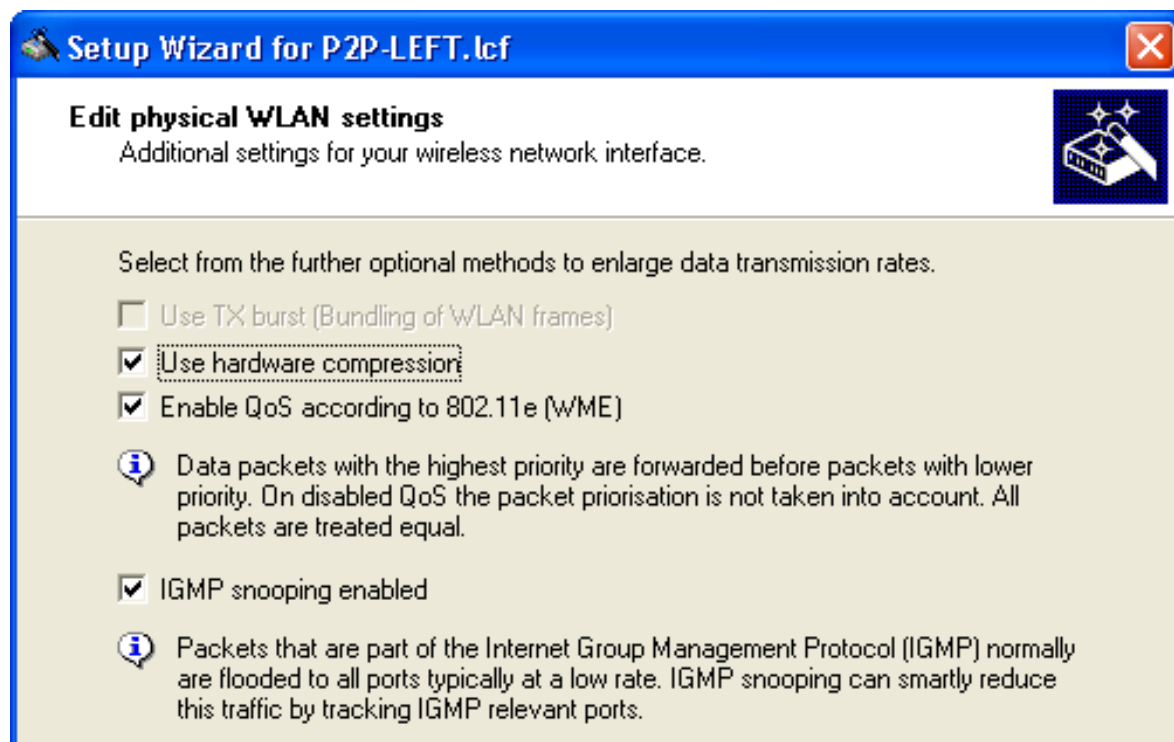 Setup Wizard for P2P-LEFT.lcf
Edit physical WLAN settings
Additional settings for your wireless network interface.
Select from the further optional methods to enlarge data transmission rates.
Use TX burst (Bundling of WLAN frames)
Use hardware compression
Enable QoS according to 802.11e (WME)
Data packets with the highest priority are forwarded before packets with lower
priority. On disabled QoS the packet priorisation is not taken into account. All
packets are treated equal.
IGMP snooping enabled
Packets that are part of the Internet Group Management Protocol (IGMP) normally
are flooded to all ports typically at a low rate. IGMP snooping can smartly reduce
this traffic by tracking IGMP relevant ports.